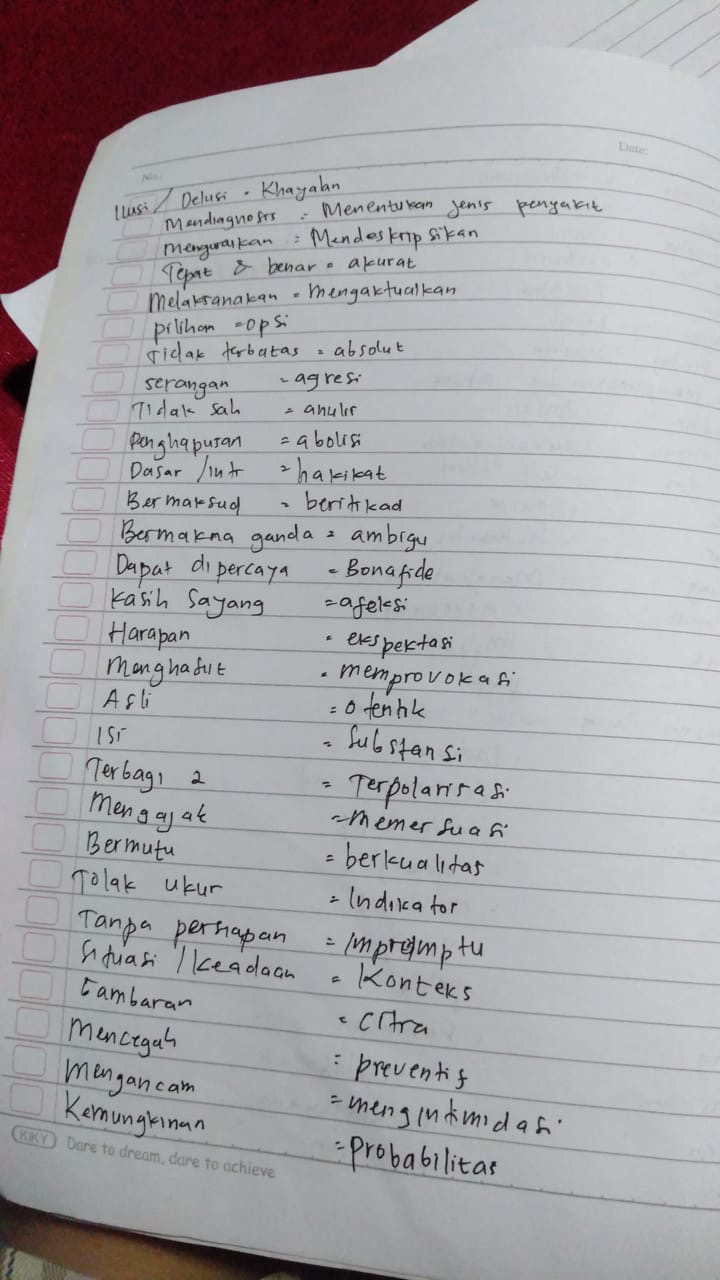 No:
Date:
Ilusi / Delusi = Khayalan
Mendiagnosis = Menentukan jenis penyakit
Menguraikan = Mendeskripsikan
Tepat & benar = akurat
Melaksanakan = Mengaktualkan
pilihan = opsi
Tidak terbatas = absolut
serangan = agresi
Tidak sah = anulir
Penghapusan = abolisi
Dasar / inti = hakikat
Bermaksud = beritikad
Bermakna ganda = ambigu
Dapat dipercaya = Bonafide
Kasih Sayang = afeksi
Harapan = ekspektasi
Menghasut = memprovokasi
Asli = otentik
Isi = Substansi
Terbagi 2 = Terpolarisasi
Mengajak = Memersuasi
Bermutu = berkualitas
Tolak ukur = Indikator
Tanpa persiapan = Impromptu
Situasi / Keadaan = Konteks
Gambaran = citra
Mencegah = preventif
Mengancam = mengintimidasi
Kemungkinan = Probabilitas
KIKY Dare to dream, dare to achieve